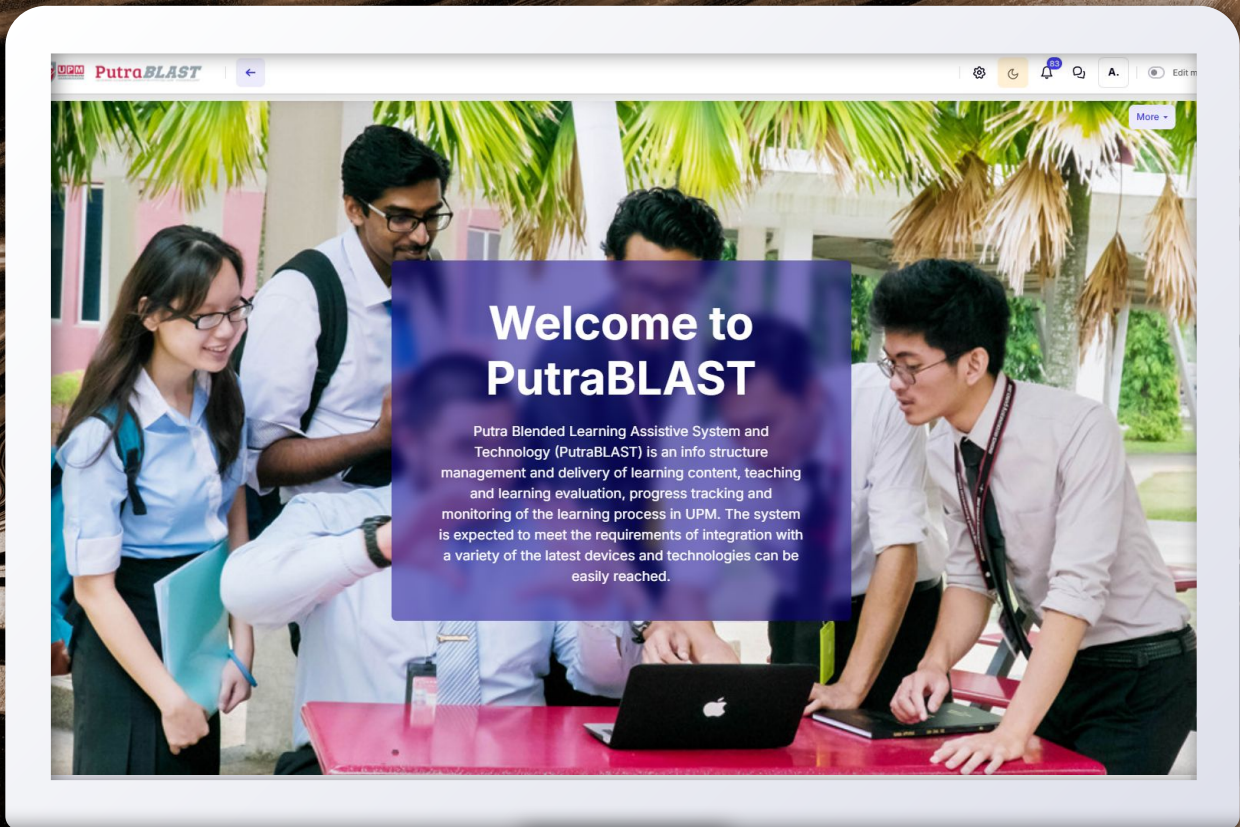 UPM PutraBLAST
83
A.
Edit m
More
Welcome to
PutraBLAST
Putra Blended Learning Assistive System and
Technology (PutraBLAST) is an info structure
management and delivery of learning content, teaching
and learning evaluation, progress tracking and
monitoring of the learning process in UPM. The system
is expected to meet the requirements of integration with
a variety of the latest devices and technologies can be
easily reached.